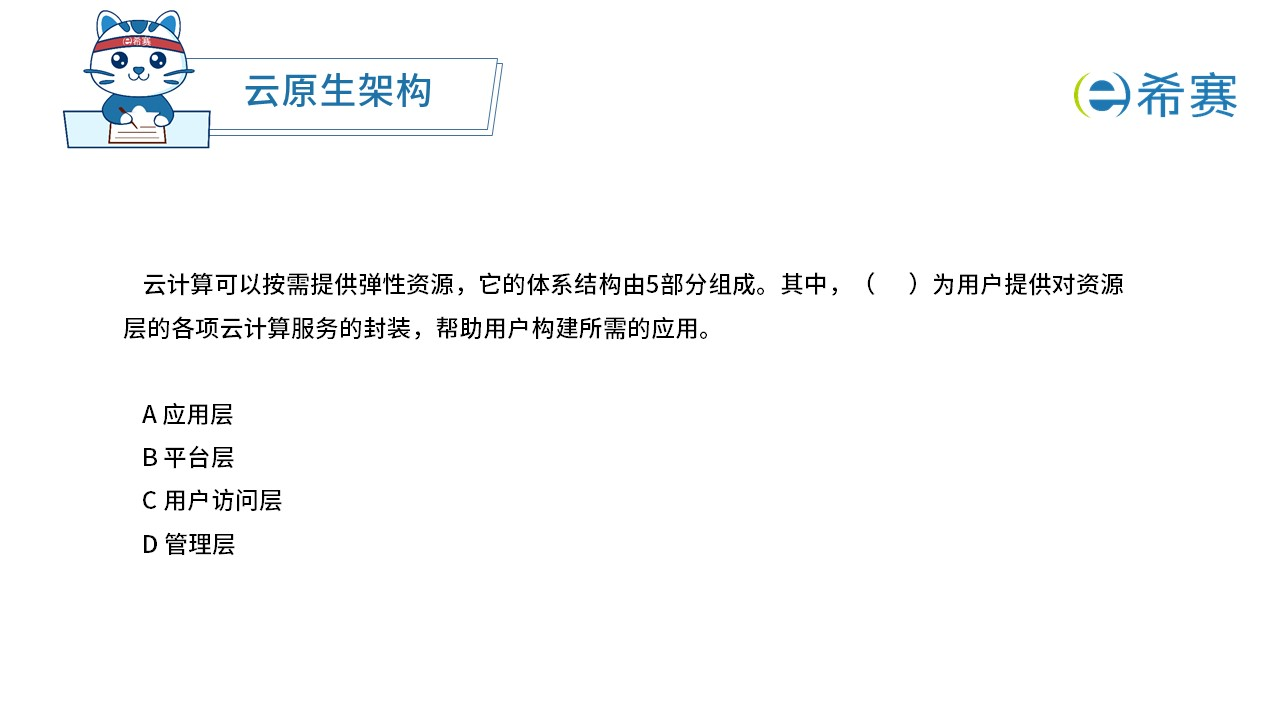 希赛
云原生架构
希赛
云计算可以按需提供弹性资源，它的体系结构由5部分组成。其中，（　）为用户提供对资源
层的各项云计算服务的封装，帮助用户构建所需的应用。
A 应用层
B 平台层
C 用户访问层
D 管理层